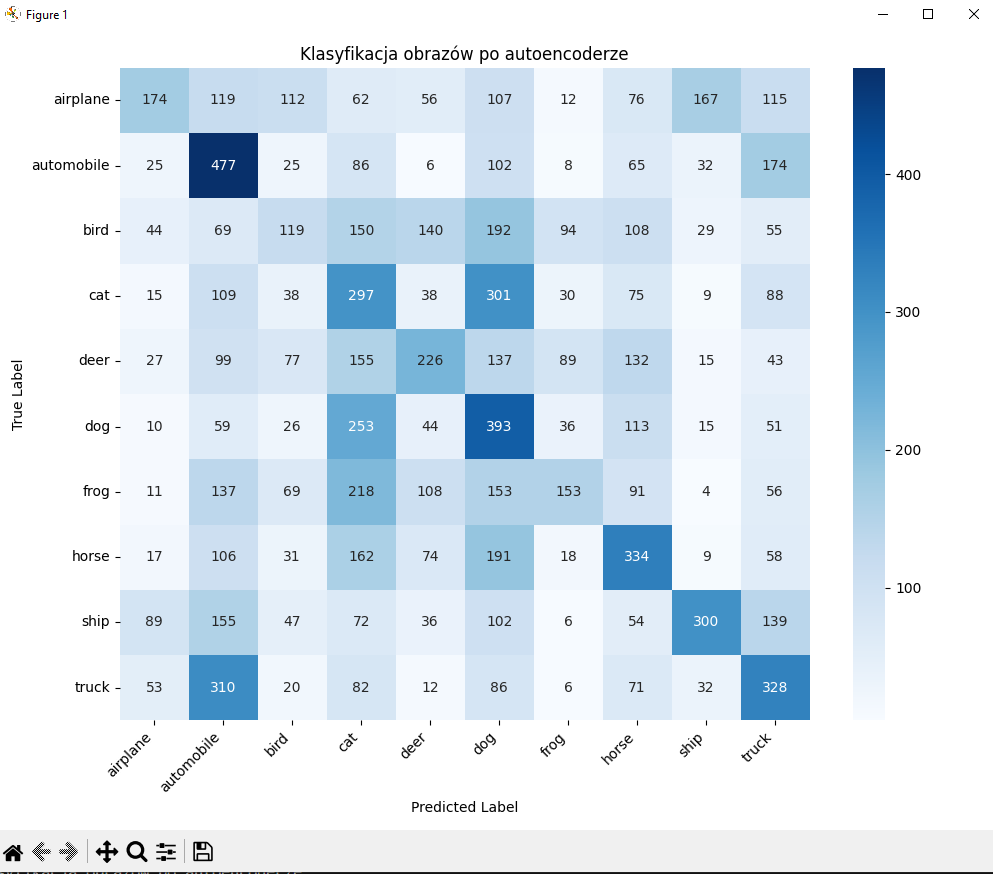 Figure 1
Klasyfikacja obrazów po autoencoderze
airplane 174 119 112 62 56 107 12 76 167 115
automobile 25 477 25 86 6 102 8 65 32 174
bird 44 69 119 150 140 192 94 108 29 55
cat 15 109 38 297 38 301 30 75 9 88
deer 27 99 77 155 226 137 89 132 15 43
dog 10 59 26 253 44 393 36 113 15 51
frog 11 137 69 218 108 153 153 91 4 56
horse 17 106 31 162 74 191 18 334 9 58
ship 89 155 47 72 36 102 6 54 300 139
truck 53 310 20 82 12 86 6 71 32 328
True Label
airplane automobile bird cat deer dog frog horse ship truck
Predicted Label
400
300
200
100